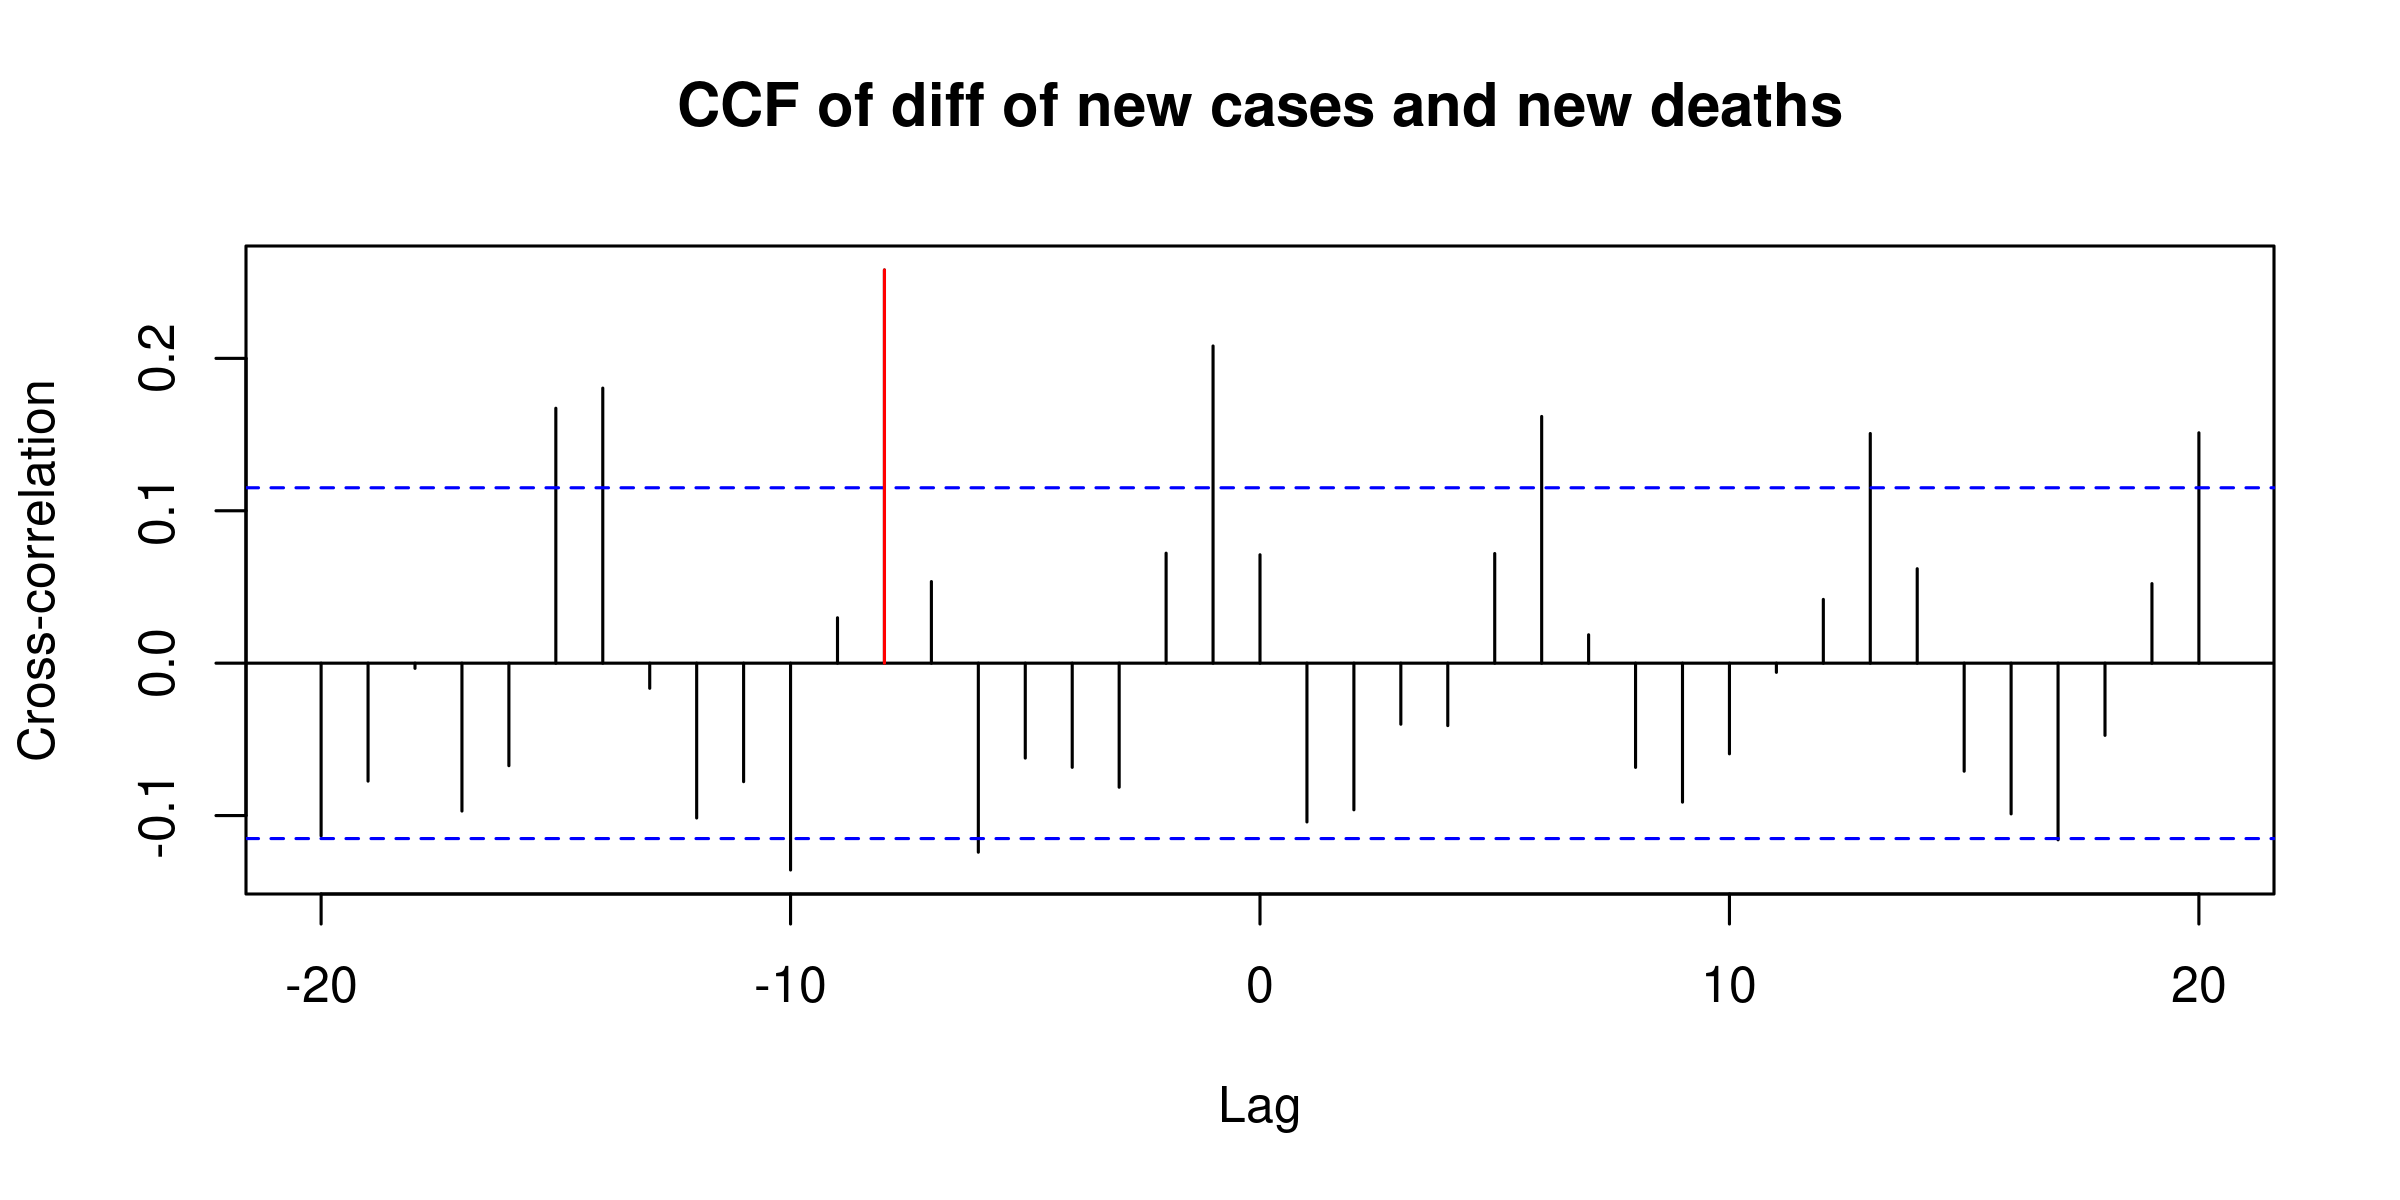 CCF of diff of new cases and new deaths
Cross-correlation
0.2
0.1
0.0
-0.1
-20 -10 0 10 20
Lag